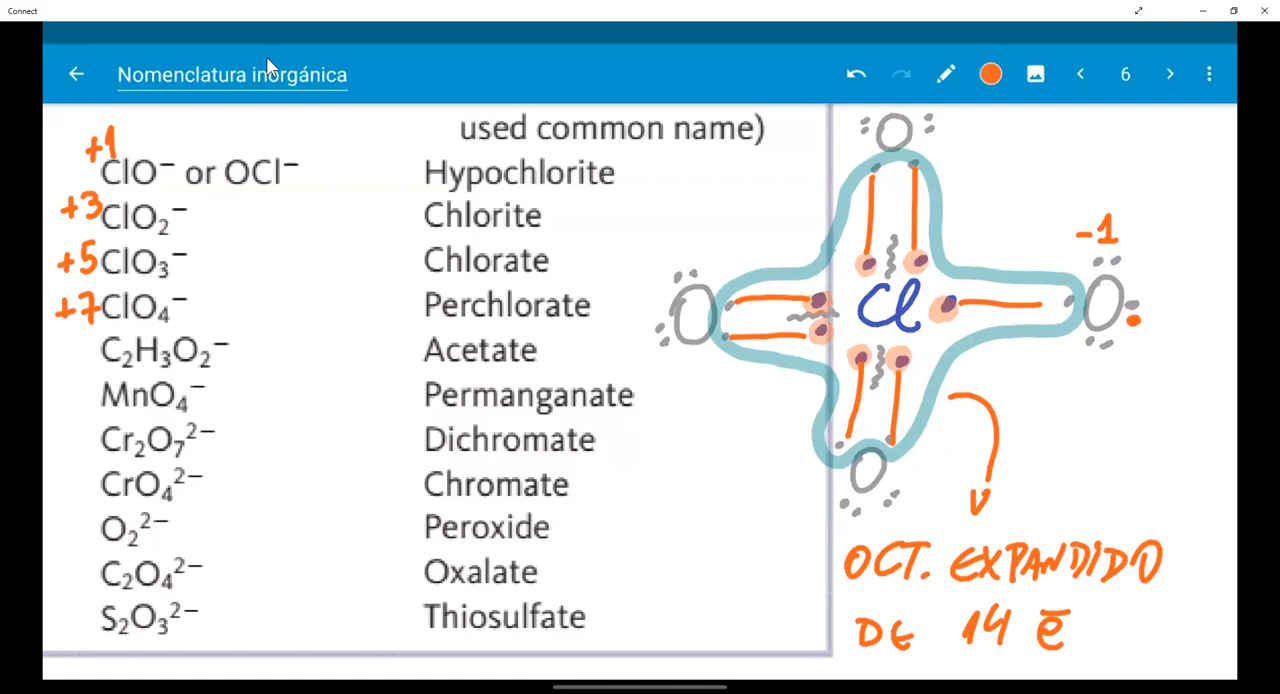 Connect
Nomenclatura inorgánica
6
used common name)
+1
ClO⁻ or OCl⁻ Hypochlorite
+3 ClO₂⁻ Chlorite
+5 ClO₃⁻ Chlorate
+7 ClO₄⁻ Perchlorate
C₂H₃O₂⁻ Acetate
MnO₄⁻ Permanganate
Cr₂O₇²⁻ Dichromate
CrO₄²⁻ Chromate
O₂²⁻ Peroxide
C₂O₄²⁻ Oxalate
S₂O₃²⁻ Thiosulfate
O
-1
O Cl O
O
OCT. EXPANDIDO
DE 14 ē